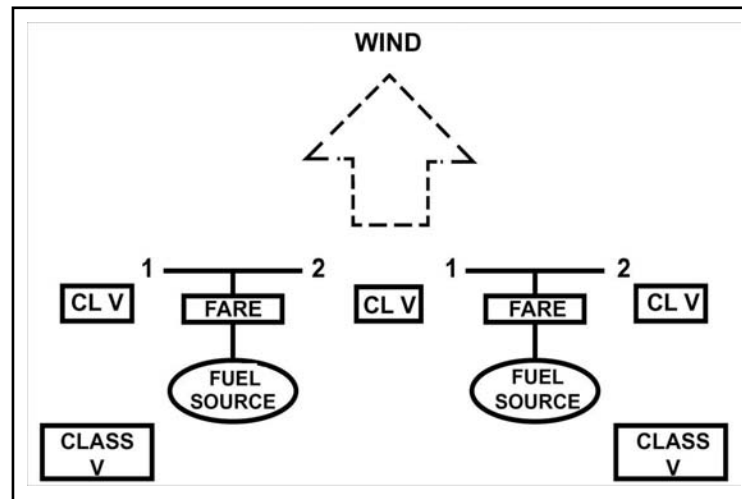 WIND
1 2 1 2
CL V FARE CL V FARE CL V
FUEL SOURCE FUEL SOURCE
CLASS V CLASS V